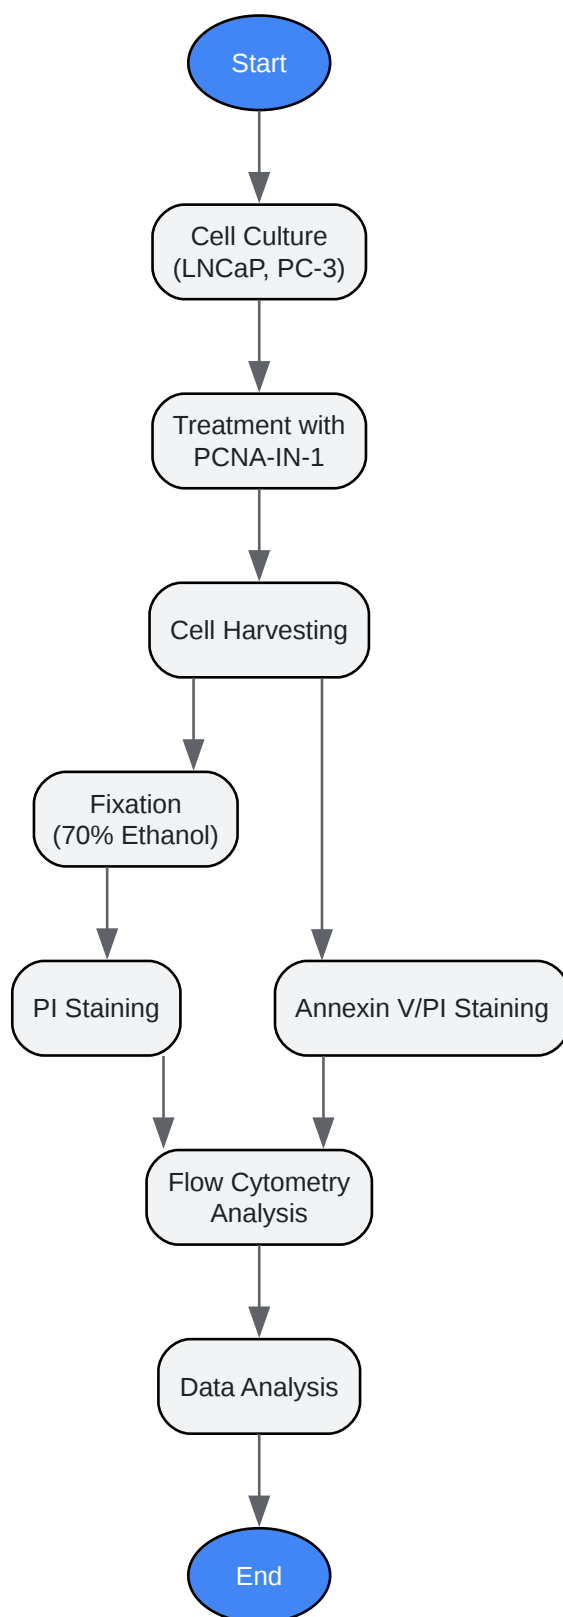 Start
Cell Culture
(LNCaP, PC-3)
Treatment with
PCNA-IN-1
Cell Harvesting
Fixation
(70% Ethanol)
PI Staining
Annexin V/PI Staining
Flow Cytometry
Analysis
Data Analysis
End